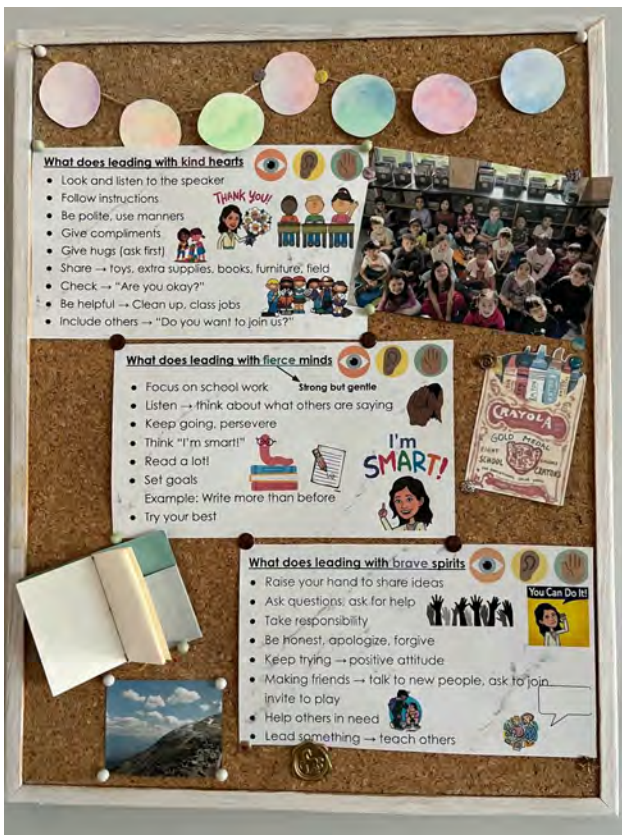 What does leading with kind hearts
• Look and listen to the speaker
• Follow instructions
• Be polite, use manners
• Give compliments
• Give hugs (ask first)
• Share → toys, extra supplies, books, furniture, field
• Check → "Are you okay?"
• Be helpful → Clean up, class jobs
• Include others → "Do you want to join us?"
THANK YOU!
What does leading with fierce minds
Strong but gentle
• Focus on school work
• Listen → think about what others are saying
• Keep going, persevere
• Think "I'm smart!"
• Read a lot!
• Set goals
Example: Write more than before
• Try your best
I'm
SMART!
CRAYOLA
GOLD MEDAL
EIGHT
SCHOOL
CRAYONS
What does leading with brave spirits
• Raise your hand to share ideas
• Ask questions, ask for help
• Take responsibility
• Be honest, apologize, forgive
• Keep trying → positive attitude
• Making friends → talk to new people, ask to join,
invite to play
• Help others in need
• Lead something → teach others
You Can Do It!